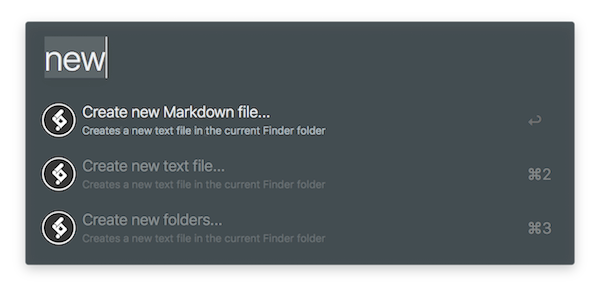 new
Create new Markdown file...
Creates a new text file in the current Finder folder
↩
Create new text file...
Creates a new text file in the current Finder folder
⌘2
Create new folders...
Creates a new text file in the current Finder folder
⌘3